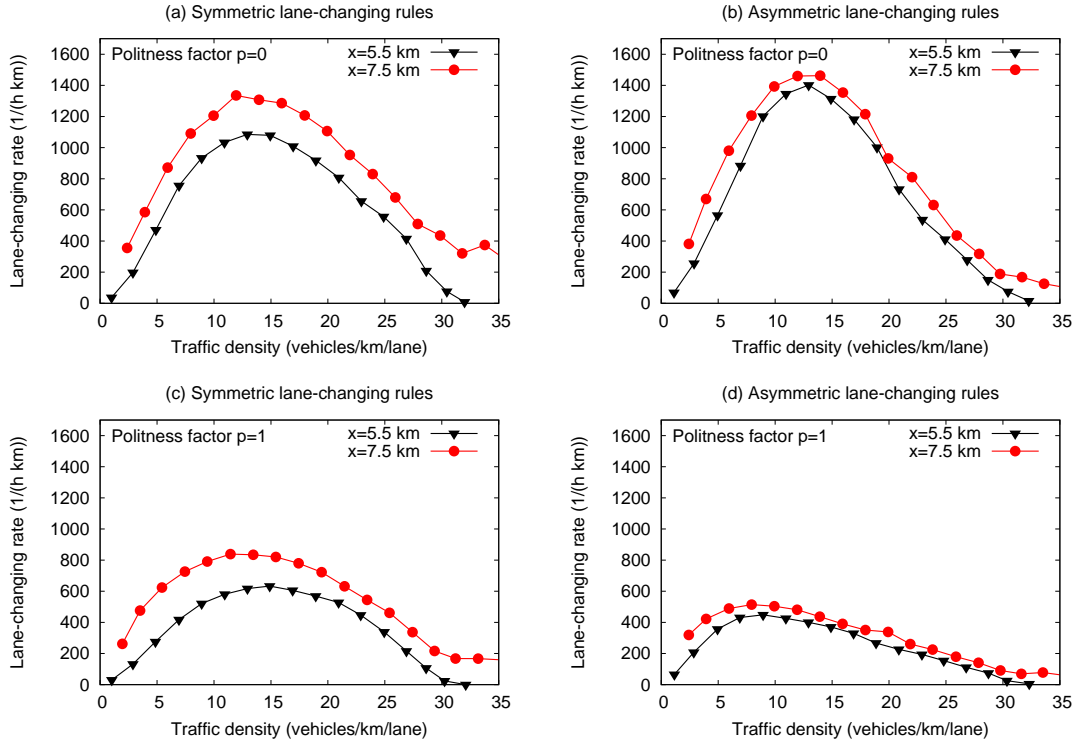 (a) Symmetric lane-changing rules
Lane-changing rate (1/(h km))
1600
1400
1200
1000
800
600
400
200
0
Politness factor p=0
x=5.5 km
x=7.5 km
0 5 10 15 20 25 30 35
Traffic density (vehicles/km/lane)
(b) Asymmetric lane-changing rules
Lane-changing rate (1/(h km))
1600
1400
1200
1000
800
600
400
200
0
Politness factor p=0
x=5.5 km
x=7.5 km
0 5 10 15 20 25 30 35
Traffic density (vehicles/km/lane)
(c) Symmetric lane-changing rules
Lane-changing rate (1/(h km))
1600
1400
1200
1000
800
600
400
200
0
Politness factor p=1
x=5.5 km
x=7.5 km
0 5 10 15 20 25 30 35
Traffic density (vehicles/km/lane)
(d) Asymmetric lane-changing rules
Lane-changing rate (1/(h km))
1600
1400
1200
1000
800
600
400
200
0
Politness factor p=1
x=5.5 km
x=7.5 km
0 5 10 15 20 25 30 35
Traffic density (vehicles/km/lane)